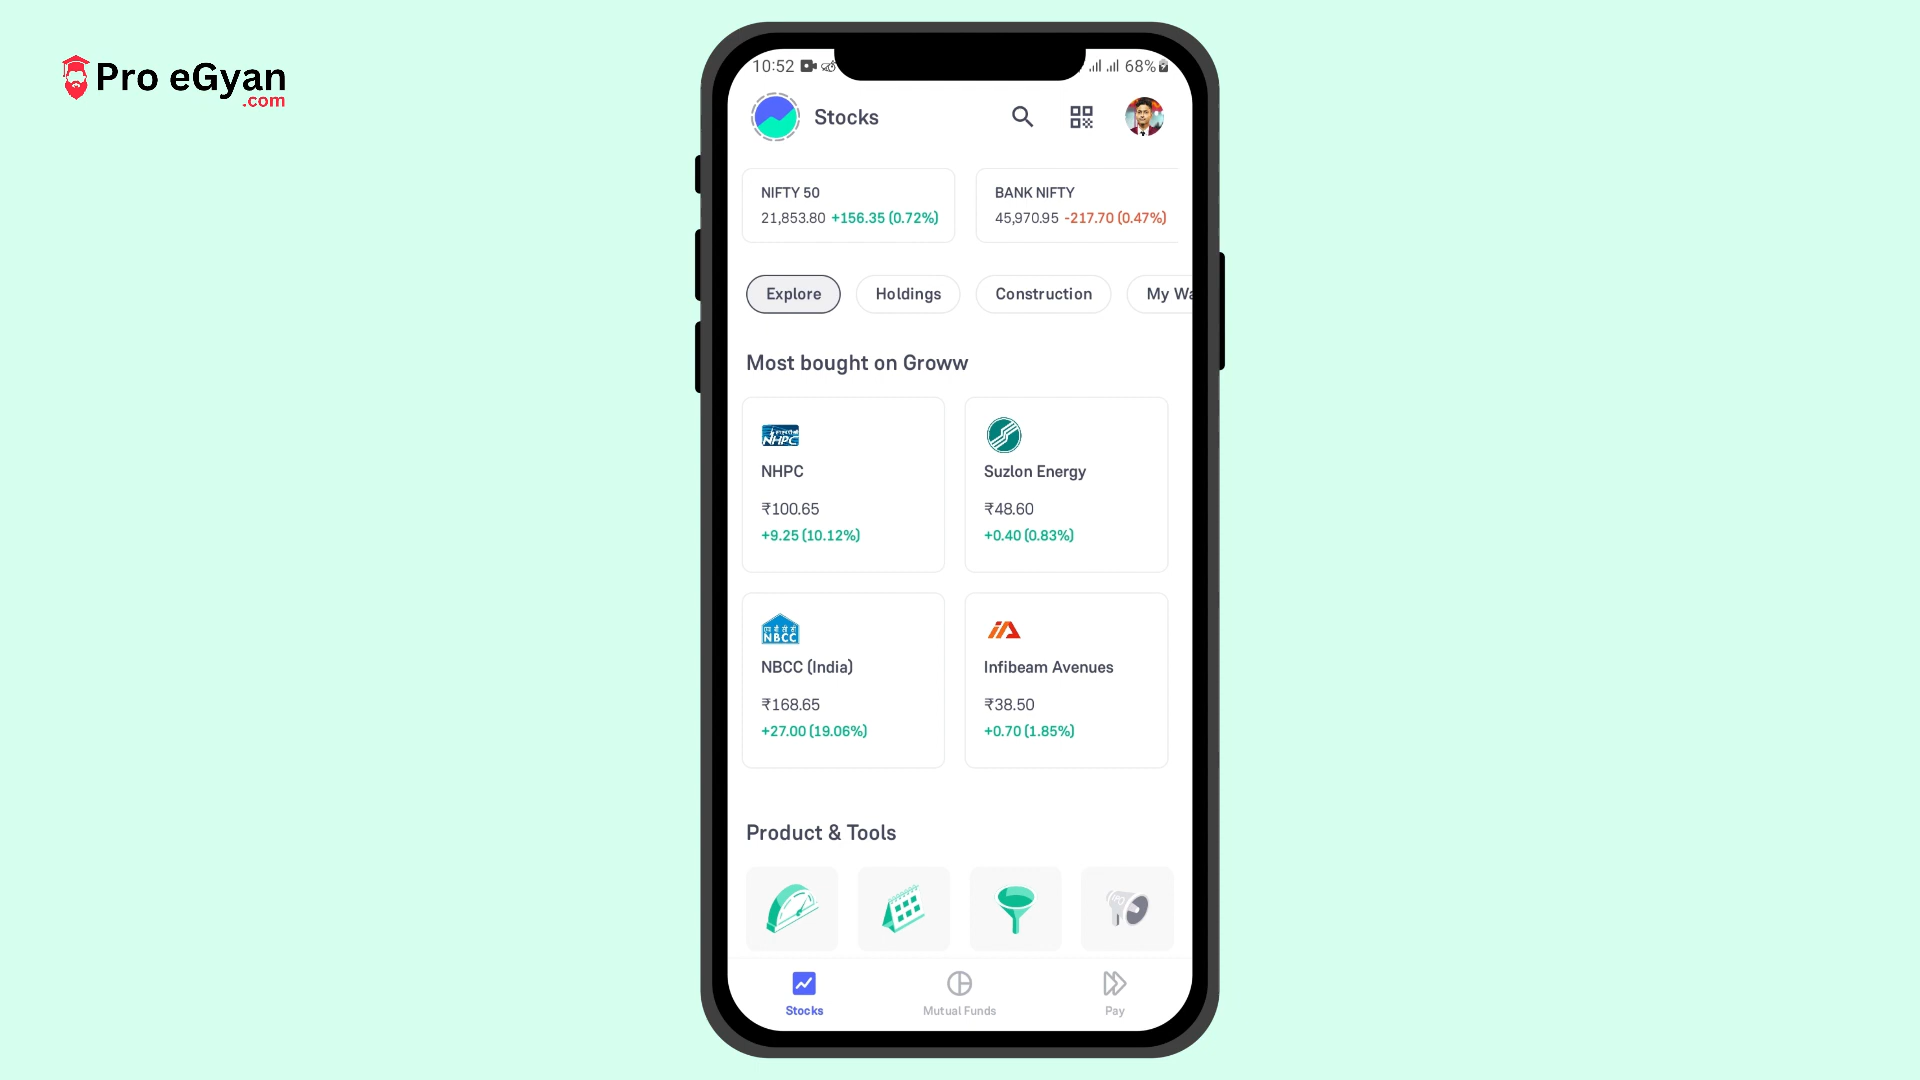 Pro eGyan
.com
10:52
68%
Stocks
NIFTY 50
21,853.80 +156.35 (0.72%)
BANK NIFTY
45,970.95 -217.70 (0.47%)
Explore
Holdings
Construction
My Wa
Most bought on Groww
NHPC
NHPC
₹100.65
+9.25 (10.12%)
Suzlon Energy
₹48.60
+0.40 (0.83%)
NBCC
NBCC (India)
₹168.65
+27.00 (19.06%)
Infibeam Avenues
₹38.50
+0.70 (1.85%)
Product & Tools
Stocks
Mutual Funds
Pay